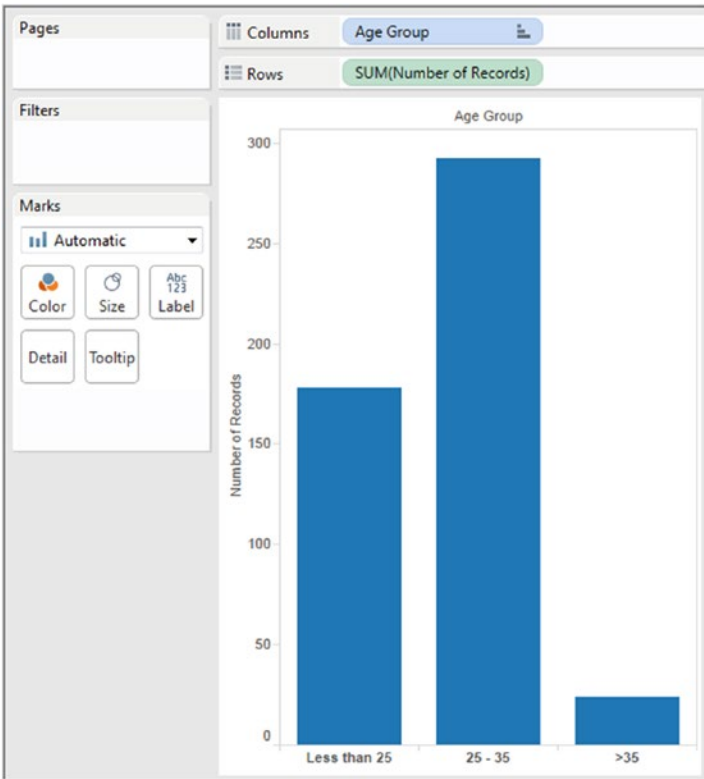 Pages
Columns
Age Group
Rows
SUM(Number of Records)
Filters
Marks
Automatic
Color
Size
Abc
123
Label
Detail
Tooltip
Age Group
Number of Records
300
250
200
150
100
50
0
Less than 25
25 - 35
>35